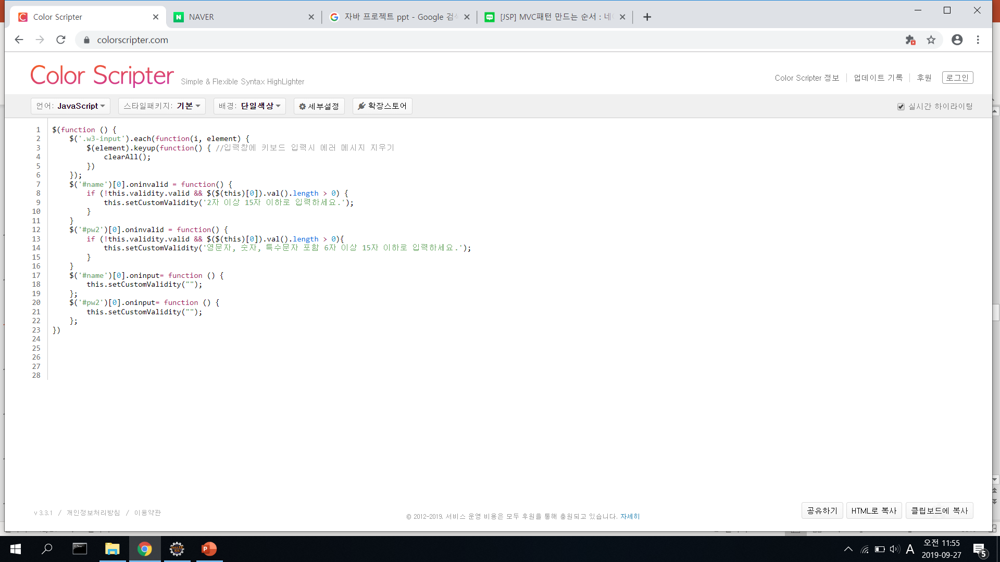 Color Scripter
NAVER
자바 프로젝트 ppt - Google 검색
[JSP] MVC패턴 만드는 순서 : 네이
colorscripter.com
Color Scripter
Simple & Flexible Syntax HighLighter
Color Scripter 정보
업데이트 기록
후원
로그인
언어: JavaScript
스타일패키지: 기본
배경: 단일색상
세부설정
확장스토어
실시간 하이라이팅
1 $(function () {
2 $('.w3-input').each(function(i, element) {
3 $(element).keyup(function() { //입력창에 키보드 입력시 에러 메시지 지우기
4 clearAll();
5 })
6 });
7 $('#name')[0].oninvalid = function() {
8 if (!this.validity.valid && $($(this)[0]).val().length > 0) {
9 this.setCustomValidity('2자 이상 15자 이하로 입력하세요.');
10 }
11 }
12 $('#pw2')[0].oninvalid = function() {
13 if (!this.validity.valid && $($(this)[0]).val().length > 0){
14 this.setCustomValidity('영문자, 숫자, 특수문자 포함 6자 이상 15자 이하로 입력하세요.');
15 }
16 }
17 $('#name')[0].oninput= function () {
18 this.setCustomValidity("");
19 };
20 $('#pw2')[0].oninput= function () {
21 this.setCustomValidity("");
22 };
23 })
24
25
26
27
28
v 3.3.1 / 개인정보처리방침 / 이용약관
© 2012-2019. 서비스 운영 비용은 모두 후원을 통해 충원되고 있습니다. 자세히
공유하기
HTML로 복사
클립보드에 복사
A
오전 11:55
2019-09-27
5